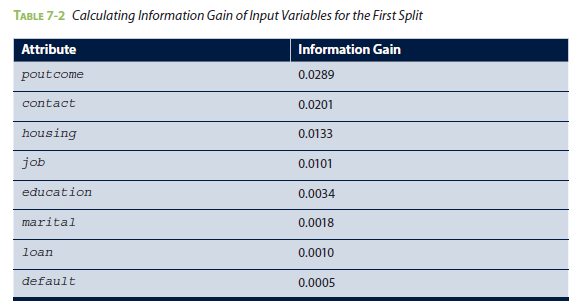 TABLE 7-2 Calculating Information Gain of Input Variables for the First Split
Attribute Information Gain
poutcome 0.0289
contact 0.0201
housing 0.0133
job 0.0101
education 0.0034
marital 0.0018
loan 0.0010
default 0.0005